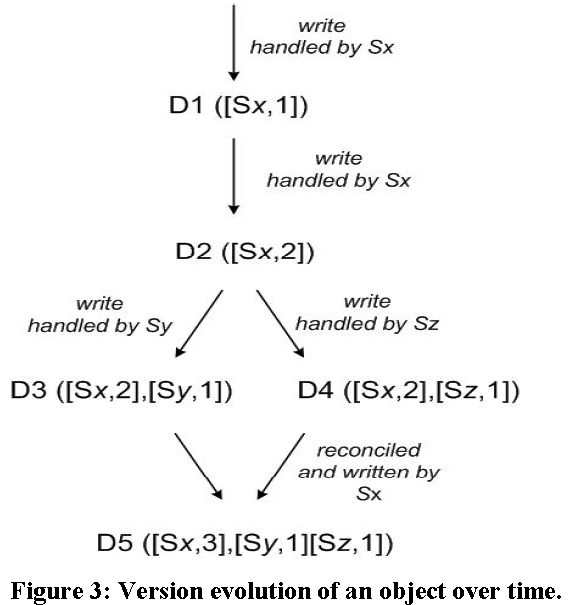 write
handled by Sx
D1 ([Sx,1])
write
handled by Sx
D2 ([Sx,2])
write
handled by Sy
write
handled by Sz
D3 ([Sx,2],[Sy,1])
D4 ([Sx,2],[Sz,1])
reconciled
and written by
Sx
D5 ([Sx,3],[Sy,1][Sz,1])
Figure 3: Version evolution of an object over time.